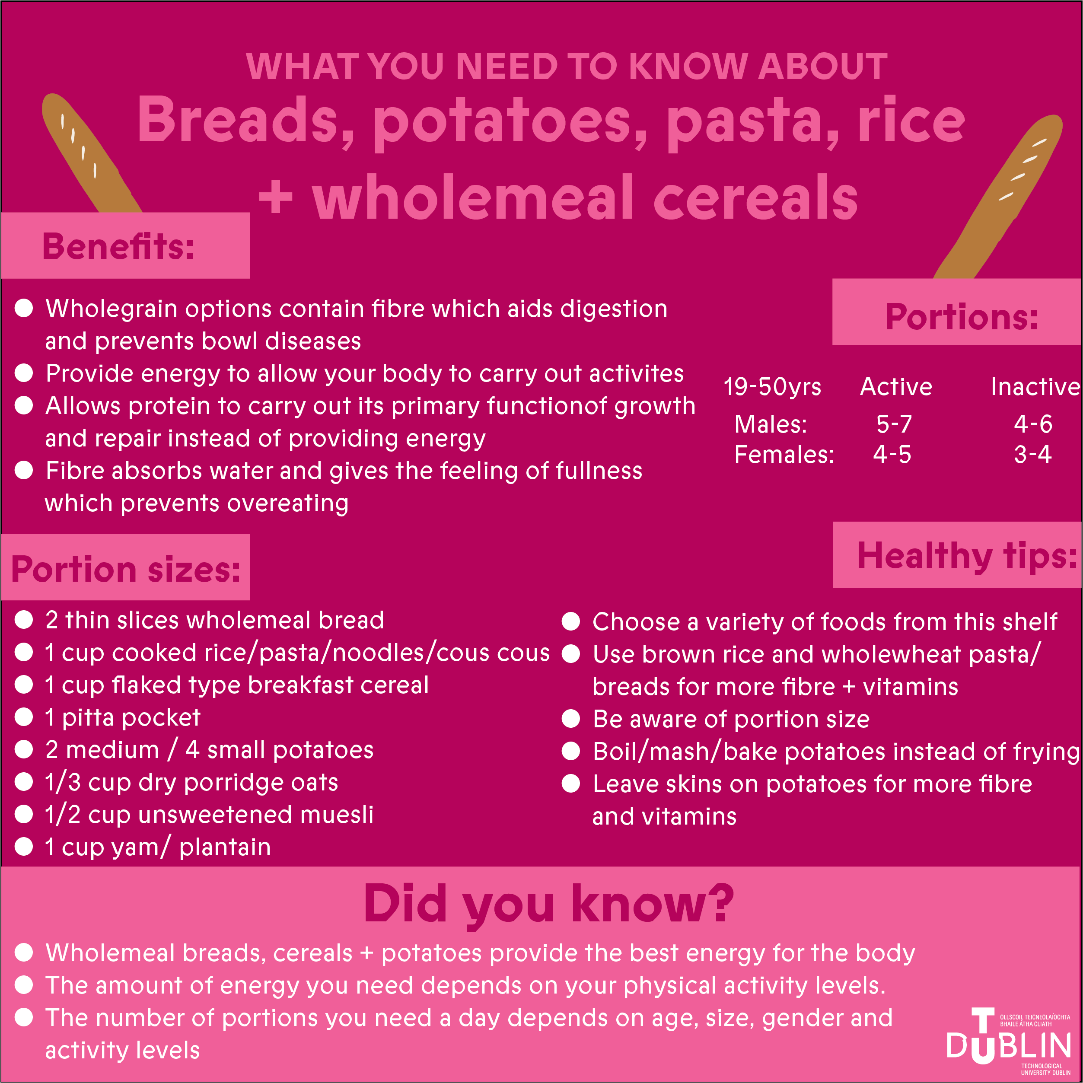 WHAT YOU NEED TO KNOW ABOUT
Breads, potatoes, pasta, rice
+ wholemeal cereals
Benefits:
● Wholegrain options contain fibre which aids digestion
and prevents bowl diseases
● Provide energy to allow your body to carry out activites
● Allows protein to carry out its primary functionof growth
and repair instead of providing energy
● Fibre absorbs water and gives the feeling of fullness
which prevents overeating
Portions:
19-50yrs Active Inactive
Males: 5-7 4-6
Females: 4-5 3-4
Portion sizes:
● 2 thin slices wholemeal bread
● 1 cup cooked rice/pasta/noodles/cous cous
● 1 cup flaked type breakfast cereal
● 1 pitta pocket
● 2 medium / 4 small potatoes
● 1/3 cup dry porridge oats
● 1/2 cup unsweetened muesli
● 1 cup yam/ plantain
Healthy tips:
● Choose a variety of foods from this shelf
● Use brown rice and wholewheat pasta/
breads for more fibre + vitamins
● Be aware of portion size
● Boil/mash/bake potatoes instead of frying
● Leave skins on potatoes for more fibre
and vitamins
Did you know?
● Wholemeal breads, cereals + potatoes provide the best energy for the body
● The amount of energy you need depends on your physical activity levels.
● The number of portions you need a day depends on age, size, gender and
activity levels
OLLSCOIL TEICNEOLAÍOCHTA
BHAILE ÁTHA CLIATH
TU DUBLIN
TECHNOLOGICAL
UNIVERSITY DUBLIN